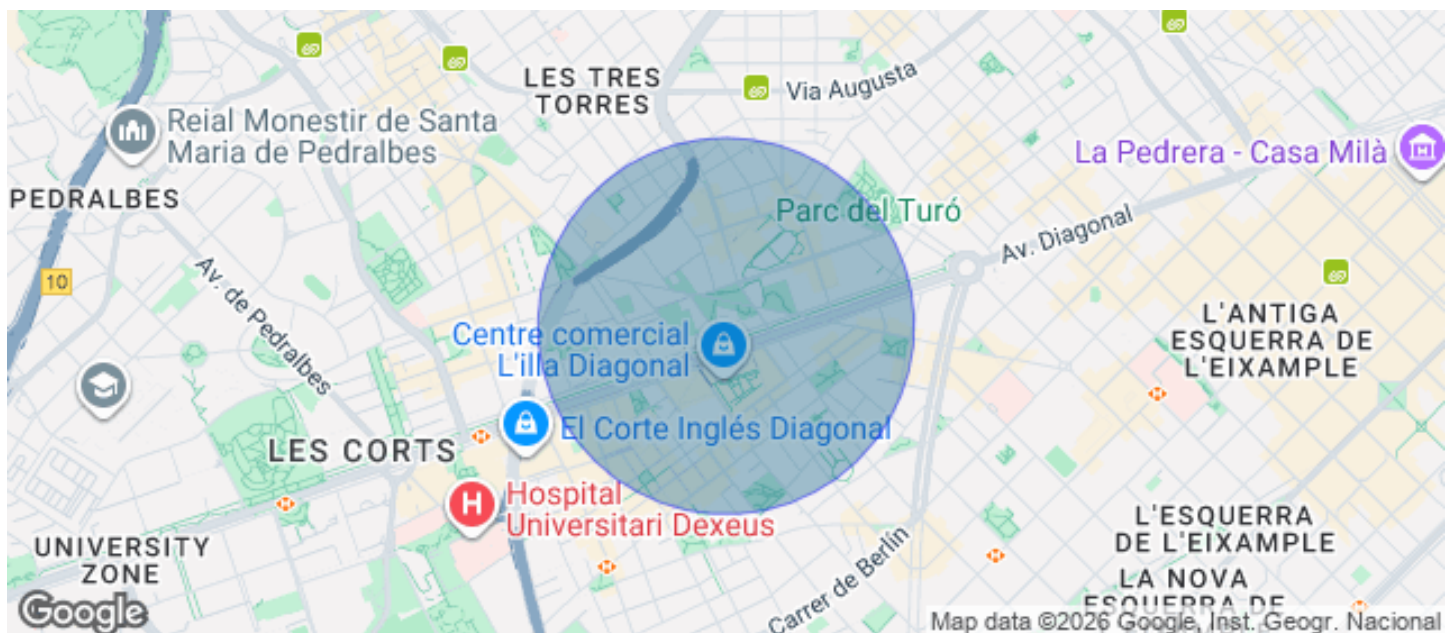 LES TRES
TORRES
Via Augusta
Reial Monestir de Santa
Maria de Pedralbes
La Pedrera - Casa Milà
PEDRALBES
Parc del Turó
Av. Diagonal
10
Av. de Pedralbes
Centre comercial
L'illa Diagonal
L'ANTIGA
ESQUERRA DE
L'EIXAMPLE
El Corte Inglés Diagonal
LES CORTS
H
Hospital
Universitari Dexeus
L'ESQUERRA
DE L'EIXAMPLE
UNIVERSITY
ZONE
Carrer de Berlín
LA NOVA
ESQUERRA DE
Google
Map data ©2026 Google, Inst. Geogr. Nacional